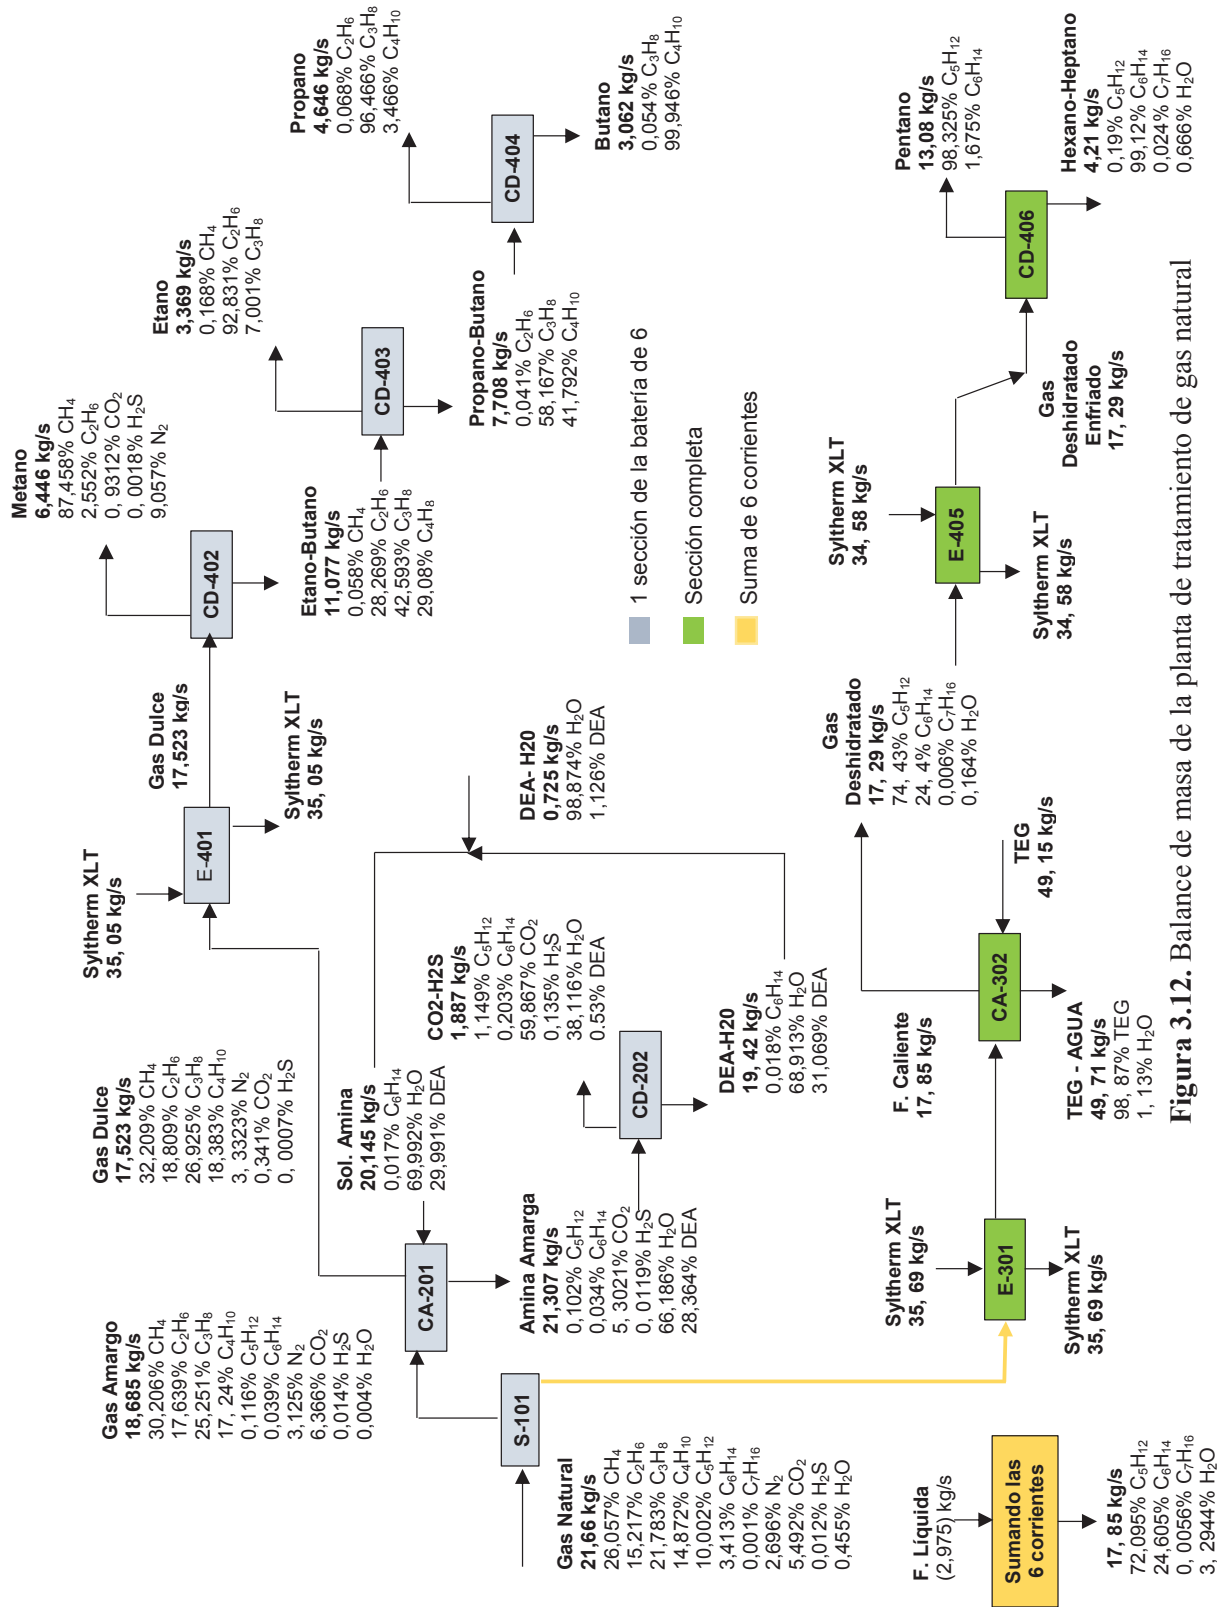 Gas Natural
21,66 kg/s
26,057% CH₄
15,217% C₂H₆
21,783% C₃H₈
14,872% C₄H₁₀
10,002% C₅H₁₂
3,413% C₆H₁₄
0,001% C₇H₁₆
2,696% N₂
5,492% CO₂
0,012% H₂S
0,455% H₂O
S-101
Gas Amargo
18,685 kg/s
30,206% CH₄
17,639% C₂H₆
25,251% C₃H₈
17, 24% C₄H₁₀
0,116% C₅H₁₂
0,039% C₆H₁₄
3,125% N₂
6,366% CO₂
0,014% H₂S
0,004% H₂O
CA-201
Gas Dulce
17,523 kg/s
32,209% CH₄
18,809% C₂H₆
26,925% C₃H₈
18,383% C₄H₁₀
3, 3323% N₂
0,341% CO₂
0, 0007% H₂S
Sol. Amina
20,145 kg/s
0,017% C₆H₁₄
69,992% H₂O
29,991% DEA
Amina Amarga
21,307 kg/s
0,102% C₅H₁₂
0,034% C₆H₁₄
5, 3021% CO₂
0, 0119% H₂S
66,186% H₂O
28,364% DEA
CO2-H2S
1,887 kg/s
1,149% C₅H₁₂
0,203% C₆H₁₄
59,867% CO₂
0,135% H₂S
38,116% H₂O
0.53% DEA
CD-202
DEA-H20
19, 42 kg/s
0,018% C₆H₁₄
68,913% H₂O
31,069% DEA
DEA- H20
0,725 kg/s
98,874% H₂O
1,126% DEA
Syltherm XLT
35, 05 kg/s
E-401
Syltherm XLT
35, 05 kg/s
Gas Dulce
17,523 kg/s
CD-402
Metano
6,446 kg/s
87,458% CH₄
2,552% C₂H₆
0, 9312% CO₂
0, 0018% H₂S
9,057% N₂
Etano-Butano
11,077 kg/s
0,058% CH₄
28,269% C₂H₆
42,593% C₃H₈
29,08% C₄H₈
CD-403
Etano
3,369 kg/s
0,168% CH₄
92,831% C₂H₆
7,001% C₃H₈
Propano-Butano
7,708 kg/s
0,041% C₂H₆
58,167% C₃H₈
41,792% C₄H₁₀
CD-404
Propano
4,646 kg/s
0,068% C₂H₆
96,466% C₃H₈
3,466% C₄H₁₀
Butano
3,062 kg/s
0,054% C₃H₈
99,946% C₄H₁₀
1 sección de la batería de 6
Sección completa
Suma de 6 corrientes
F. Líquida
(2,975) kg/s
Sumando las
6 corrientes
17, 85 kg/s
72,095% C₅H₁₂
24,605% C₆H₁₄
0, 0056% C₇H₁₆
3, 2944% H₂O
Syltherm XLT
35, 69 kg/s
E-301
Syltherm XLT
35, 69 kg/s
F. Caliente
17, 85 kg/s
CA-302
TEG
49, 15 kg/s
TEG - AGUA
49, 71 kg/s
98, 87% TEG
1, 13% H₂O
Gas
Deshidratado
17, 29 kg/s
74, 43% C₅H₁₂
24, 4% C₆H₁₄
0,006% C₇H₁₆
0,164% H₂O
Syltherm XLT
34, 58 kg/s
E-405
Syltherm XLT
34, 58 kg/s
Gas
Deshidratado
Enfriado
17, 29 kg/s
CD-406
Pentano
13,08 kg/s
98,325% C₅H₁₂
1,675% C₆H₁₄
Hexano-Heptano
4,21 kg/s
0,19% C₅H₁₂
99,12% C₆H₁₄
0,024% C₇H₁₆
0,666% H₂O
Figura 3.12. Balance de masa de la planta de tratamiento de gas natural